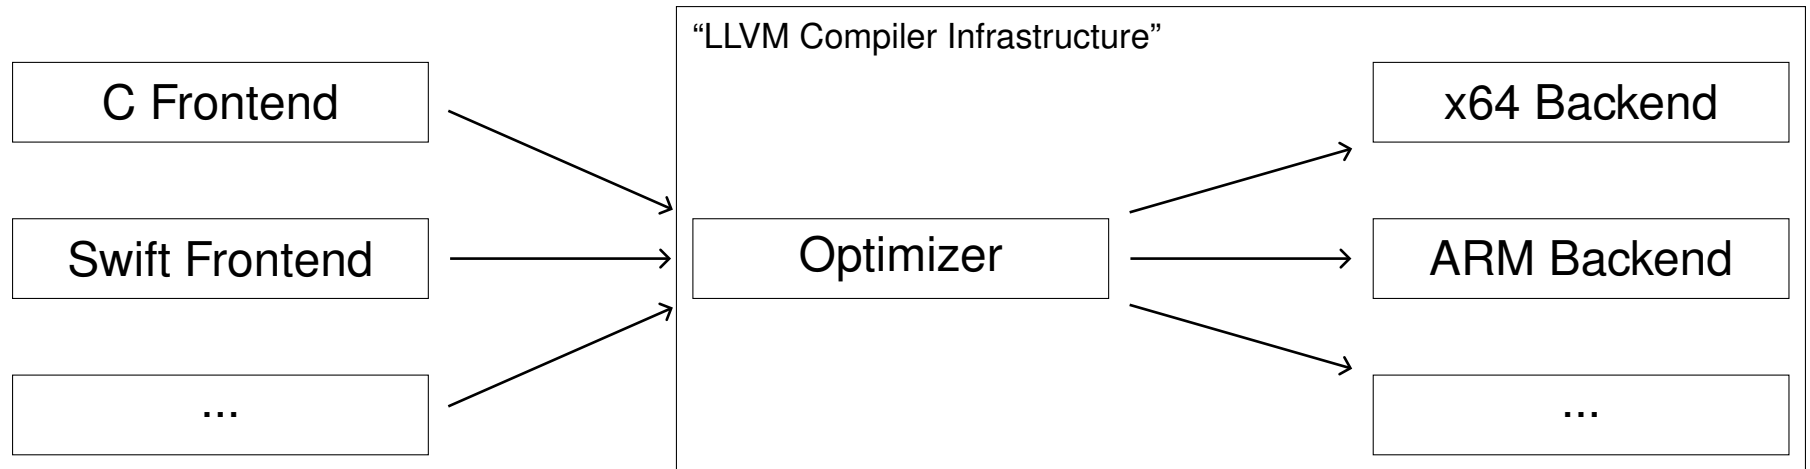 “LLVM Compiler Infrastructure”
C Frontend
x64 Backend
Swift Frontend
Optimizer
ARM Backend
...
...